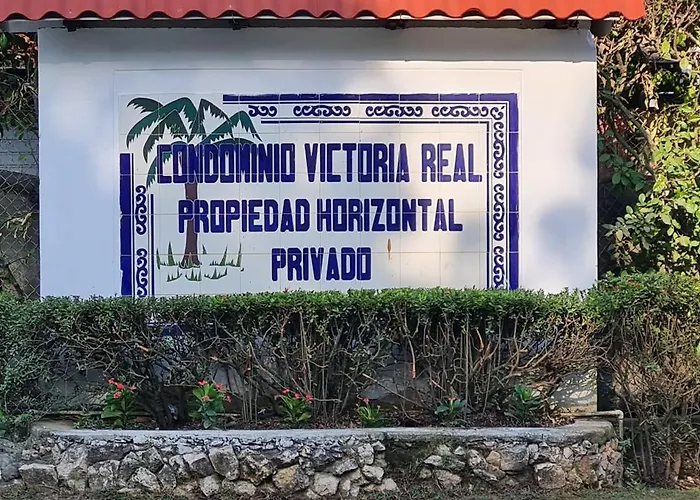 CONDOMINIO VICTORIA REAL
PROPIEDAD HORIZONTAL
PRIVADO